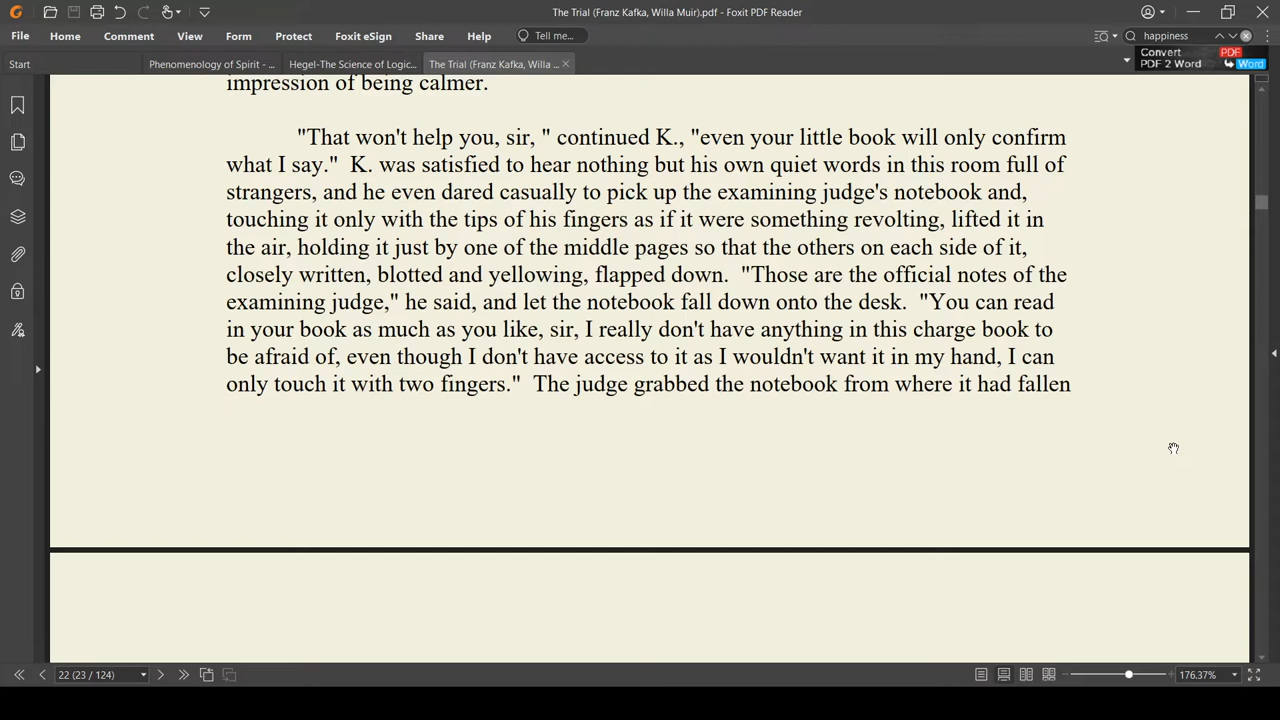 The Trial (Franz Kafka, Willa Muir).pdf - Foxit PDF Reader
File Home Comment View Form Protect Foxit eSign Share Help Tell me... happiness
Start Phenomenology of Spirit - ... Hegel-The Science of Logic... The Trial (Franz Kafka, Willa ... Convert PDF 2 Word PDF Word
impression of being calmer.
"That won't help you, sir, " continued K., "even your little book will only confirm
what I say."  K. was satisfied to hear nothing but his own quiet words in this room full of
strangers, and he even dared casually to pick up the examining judge's notebook and,
touching it only with the tips of his fingers as if it were something revolting, lifted it in
the air, holding it just by one of the middle pages so that the others on each side of it,
closely written, blotted and yellowing, flapped down.  "Those are the official notes of the
examining judge," he said, and let the notebook fall down onto the desk.  "You can read
in your book as much as you like, sir, I really don't have anything in this charge book to
be afraid of, even though I don't have access to it as I wouldn't want it in my hand, I can
only touch it with two fingers."  The judge grabbed the notebook from where it had fallen
22 (23 / 124) 176.37%